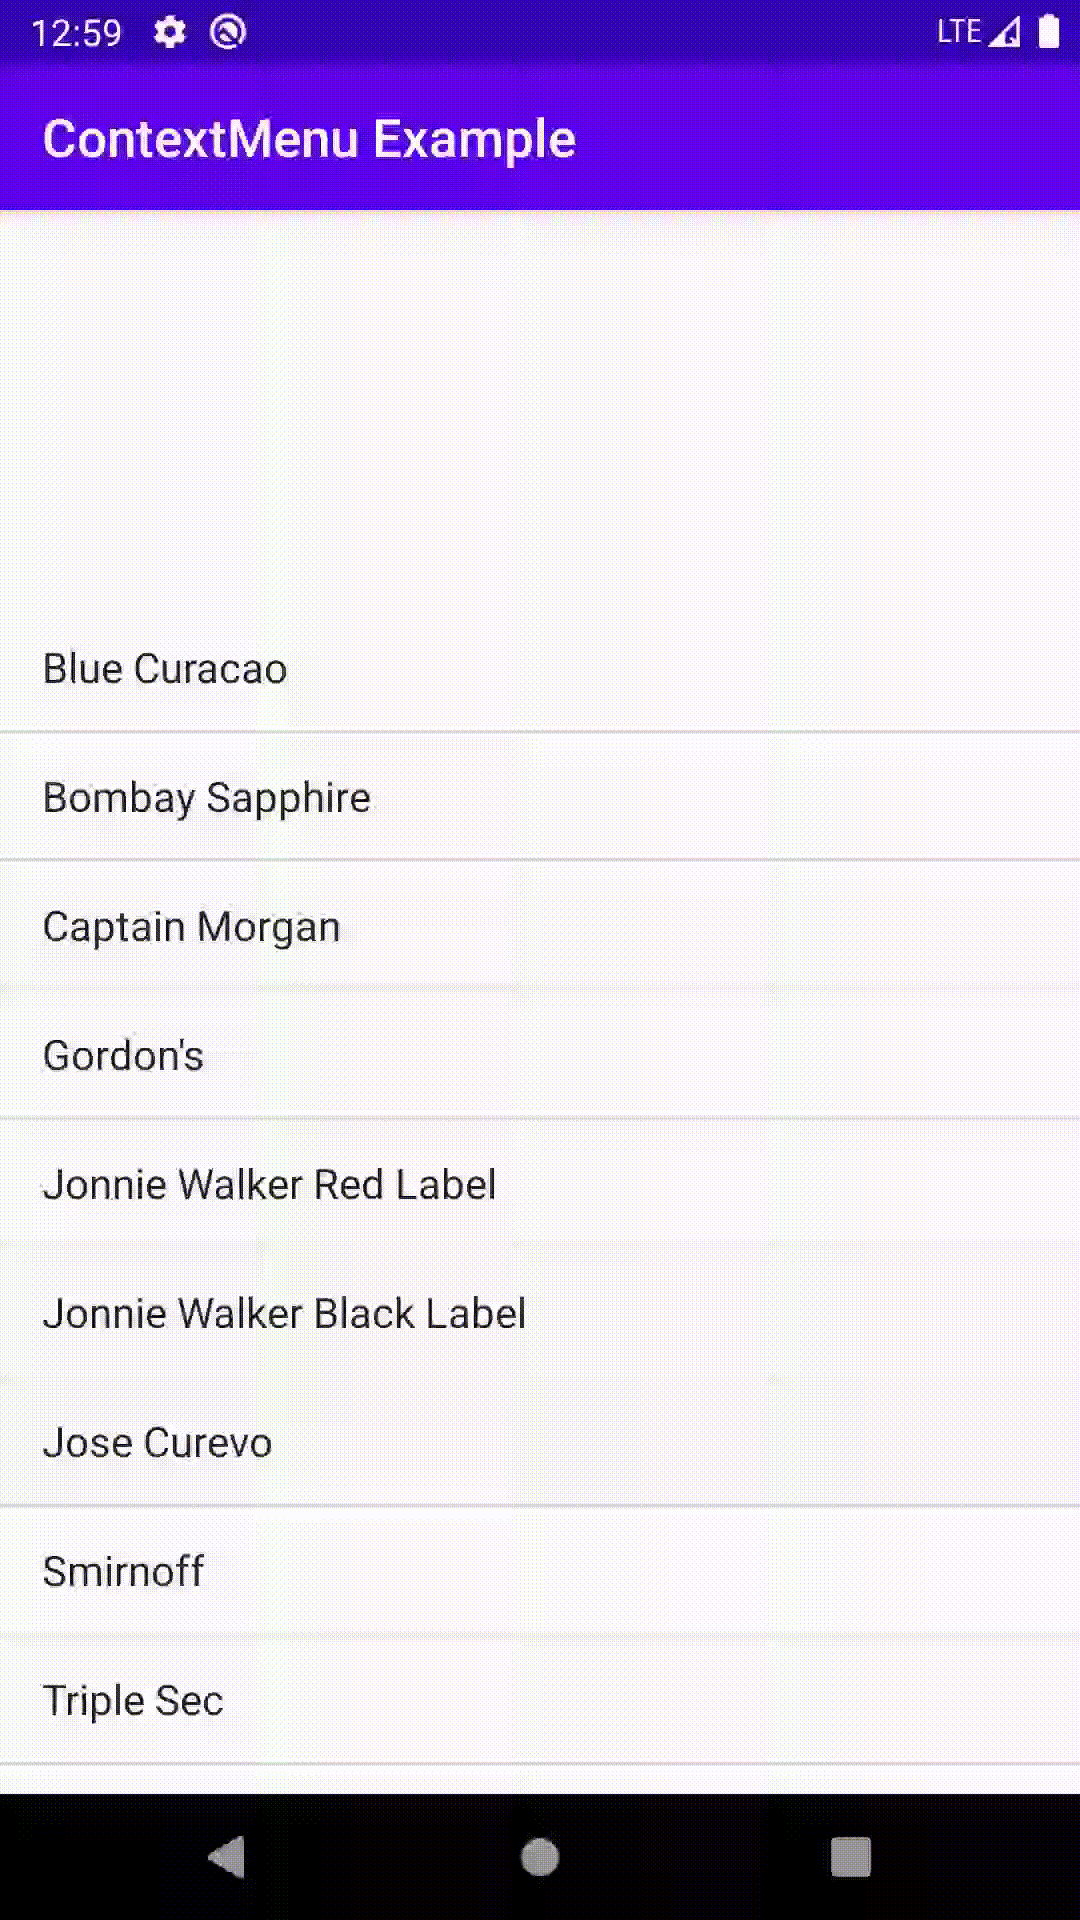 12:59 LTE
ContextMenu Example
Blue Curacao
Bombay Sapphire
Captain Morgan
Gordon's
Jonnie Walker Red Label
Jonnie Walker Black Label
Jose Curevo
Smirnoff
Triple Sec